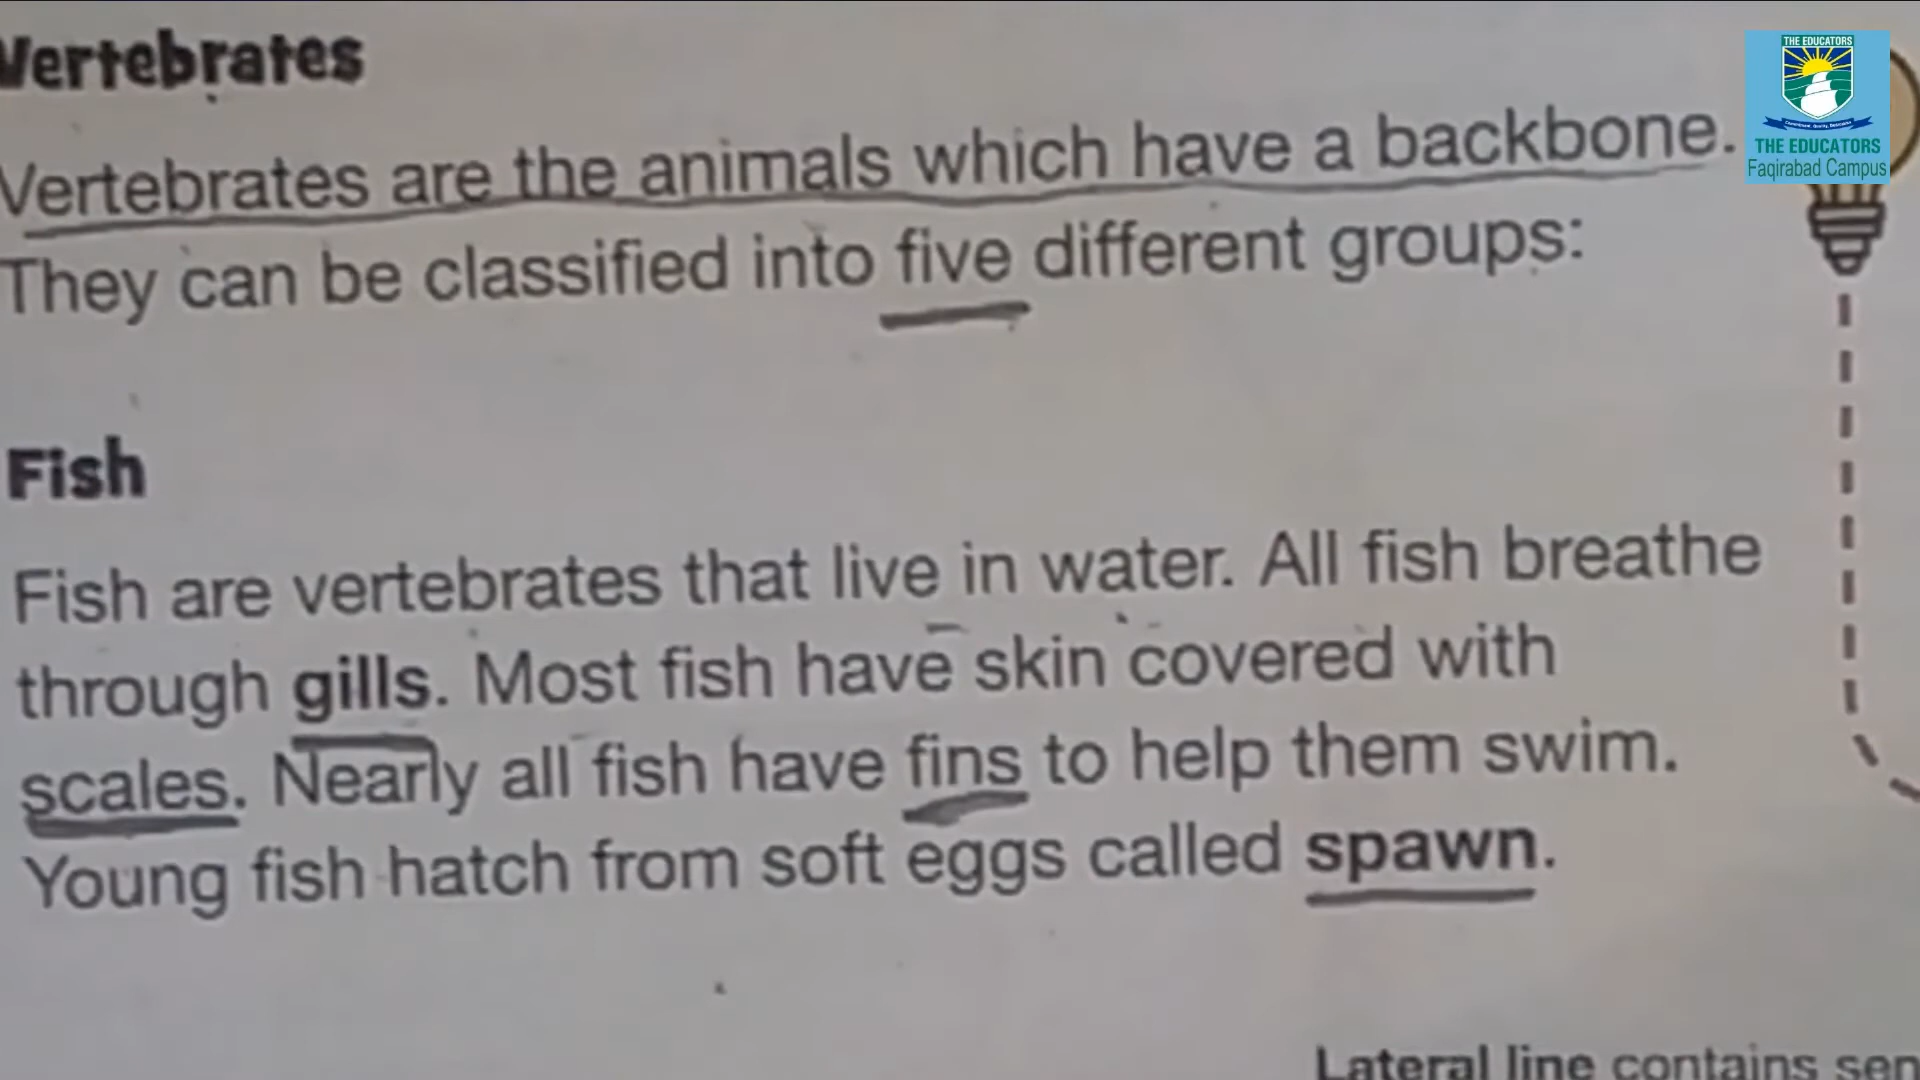 Vertebrates
Vertebrates are the animals which have a backbone.
They can be classified into five different groups:
Fish
Fish are vertebrates that live in water. All fish breathe
through gills. Most fish have skin covered with
scales. Nearly all fish have fins to help them swim.
Young fish hatch from soft eggs called spawn.
Lateral line contains
THE EDUCATORS
THE EDUCATORS
Faqirabad Campus